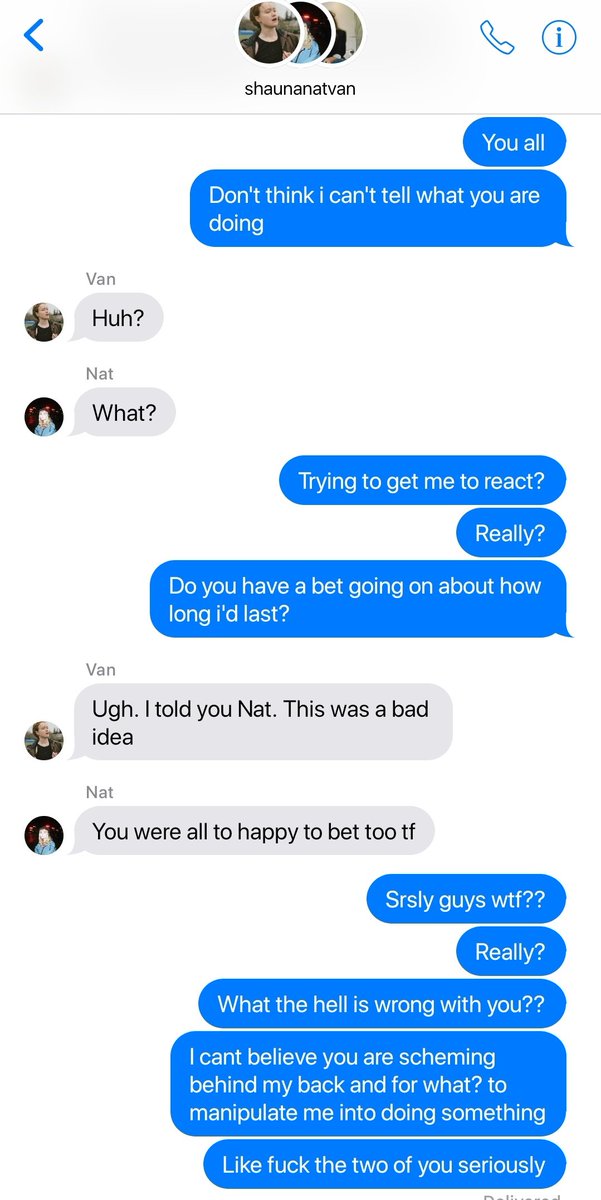 shaunanatvan
You all
Don't think i can't tell what you are
doing
Van
Huh?
Nat
What?
Trying to get me to react?
Really?
Do you have a bet going on about how
long i'd last?
Van
Ugh. I told you Nat. This was a bad
idea
Nat
You were all to happy to bet too tf
Srsly guys wtf??
Really?
What the hell is wrong with you??
I cant believe you are scheming
behind my back and for what? to
manipulate me into doing something
Like fuck the two of you seriously
Delivered